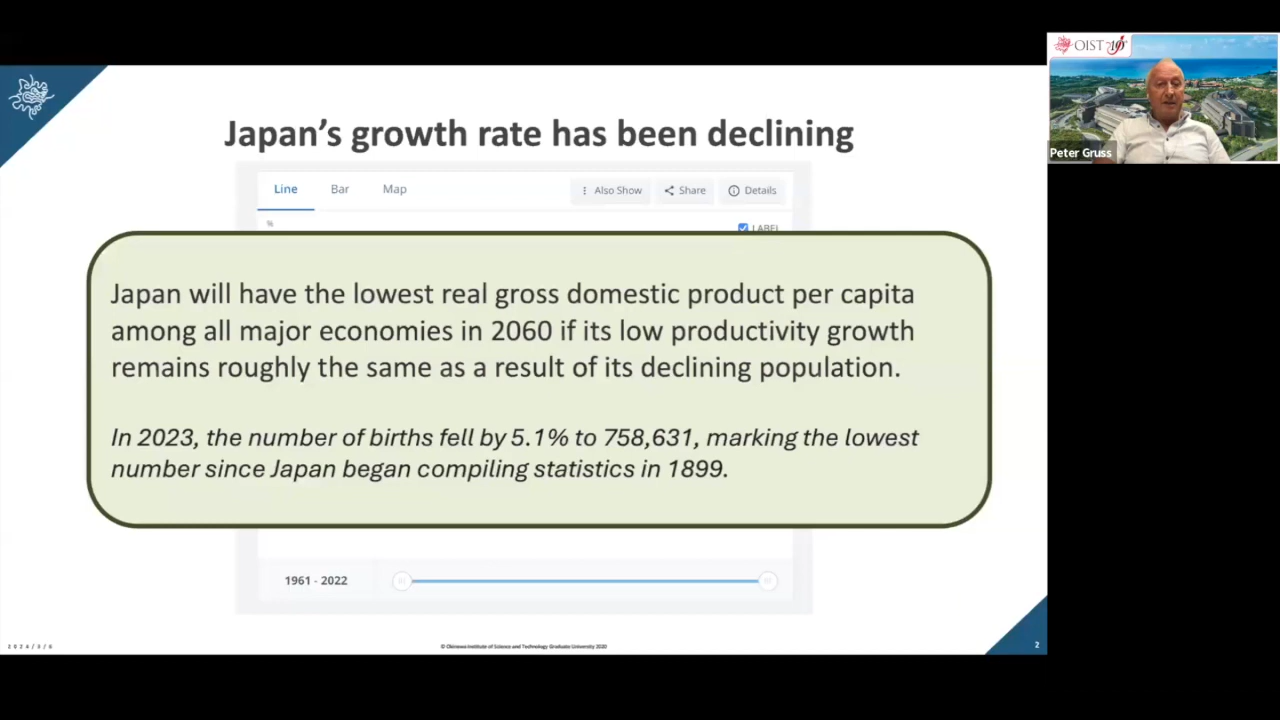 OIST 10
Peter Gruss
Japan’s growth rate has been declining
Line Bar Map
Also Show Share Details
%
LABEL
Japan will have the lowest real gross domestic product per capita
among all major economies in 2060 if its low productivity growth
remains roughly the same as a result of its declining population.
In 2023, the number of births fell by 5.1% to 758,631, marking the lowest
number since Japan began compiling statistics in 1899.
1961 - 2022
© Okinawa Institute of Science and Technology Graduate University 2020
2